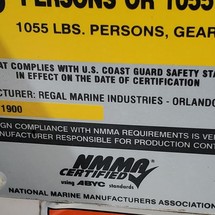 PERSONS OR 1055
1055 LBS. PERSONS, GEAR
AT COMPLIES WITH U.S. COAST GUARD SAFETY STA
IN EFFECT ON THE DATE OF CERTIFICATION
ACTURER: REGAL MARINE INDUSTRIES - ORLANDO
1900
IGN COMPLIANCE WITH NMMA REQUIREMENTS IS VE
NUFACTURER RESPONSIBLE FOR PRODUCTION CONT
NMMA
CERTIFIED
using ABYC standards
NATIONAL MARINE MANUFACTURERS ASSOCIATION